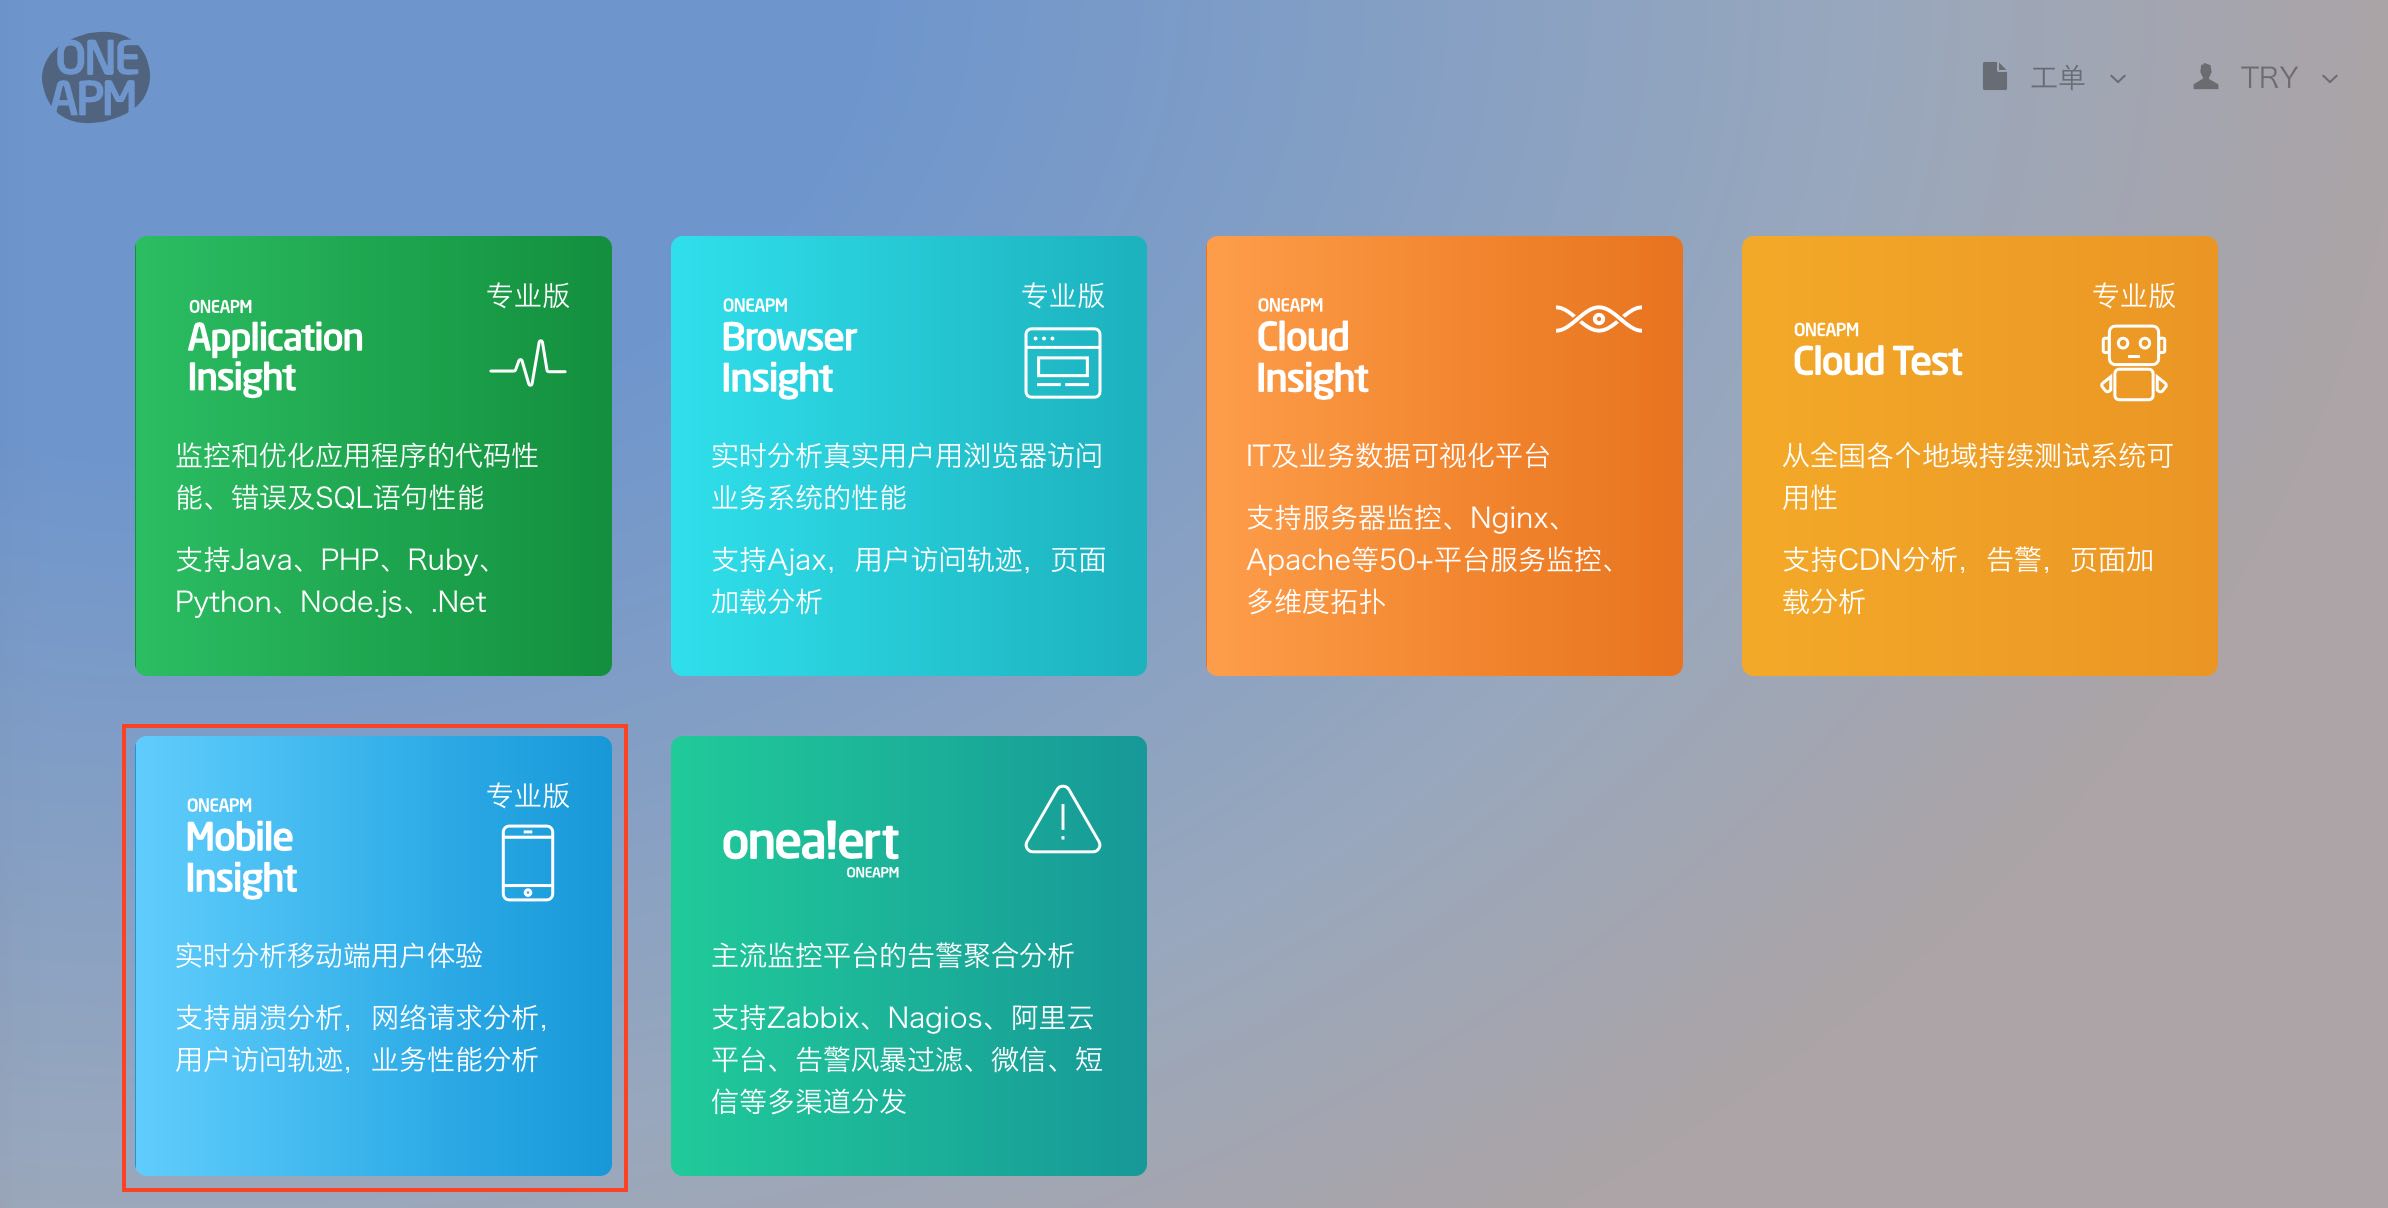 ONE
APM
工单
TRY
专业版
ONEAPM
Application
Insight
监控和优化应用程序的代码性
能、错误及SQL语句性能
支持Java、PHP、Ruby、
Python、Node.js、.Net
专业版
ONEAPM
Browser
Insight
实时分析真实用户用浏览器访问
业务系统的性能
支持Ajax，用户访问轨迹，页面
加载分析
ONEAPM
Cloud
Insight
IT及业务数据可视化平台
支持服务器监控、Nginx、
Apache等50+平台服务监控、
多维度拓扑
专业版
ONEAPM
Cloud Test
从全国各个地域持续测试系统可
用性
支持CDN分析，告警，页面加
载分析
专业版
ONEAPM
Mobile
Insight
实时分析移动端用户体验
支持崩溃分析，网络请求分析，
用户访问轨迹，业务性能分析
onea!ert
ONEAPM
主流监控平台的告警聚合分析
支持Zabbix、Nagios、阿里云
平台、告警风暴过滤、微信、短
信等多渠道分发